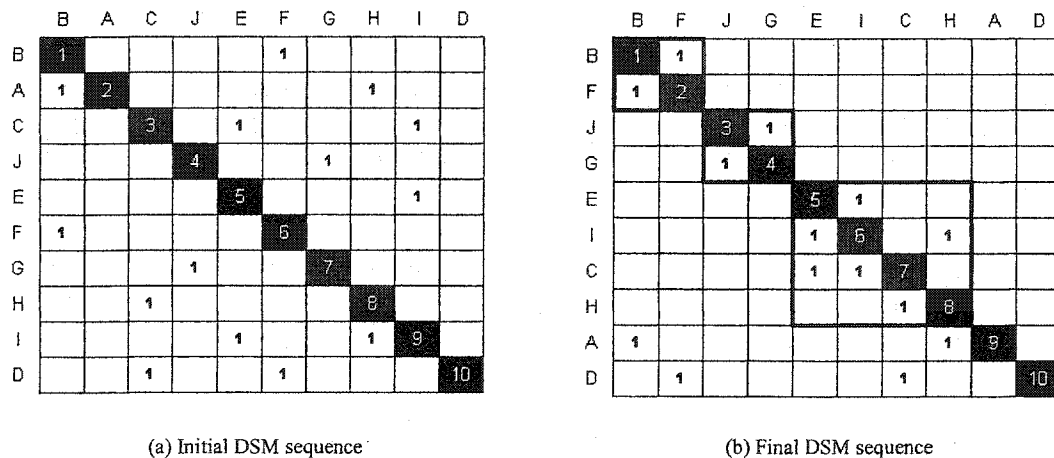 B A C J E F G H I D
B 1 1
A 1 2 1
C 3 1 1
J 4 1
E 5 1
F 1 6
G 1 7
H 1 8
I 1 1 9
D 1 1 10
(a) Initial DSM sequence
B F J G E I C H A D
B 1 1
F 1 2
J 3 1
G 1 4
E 5 1
I 1 6 1
C 1 1 7
H 1 8
A 1 1 9
D 1 1 10
(b) Final DSM sequence